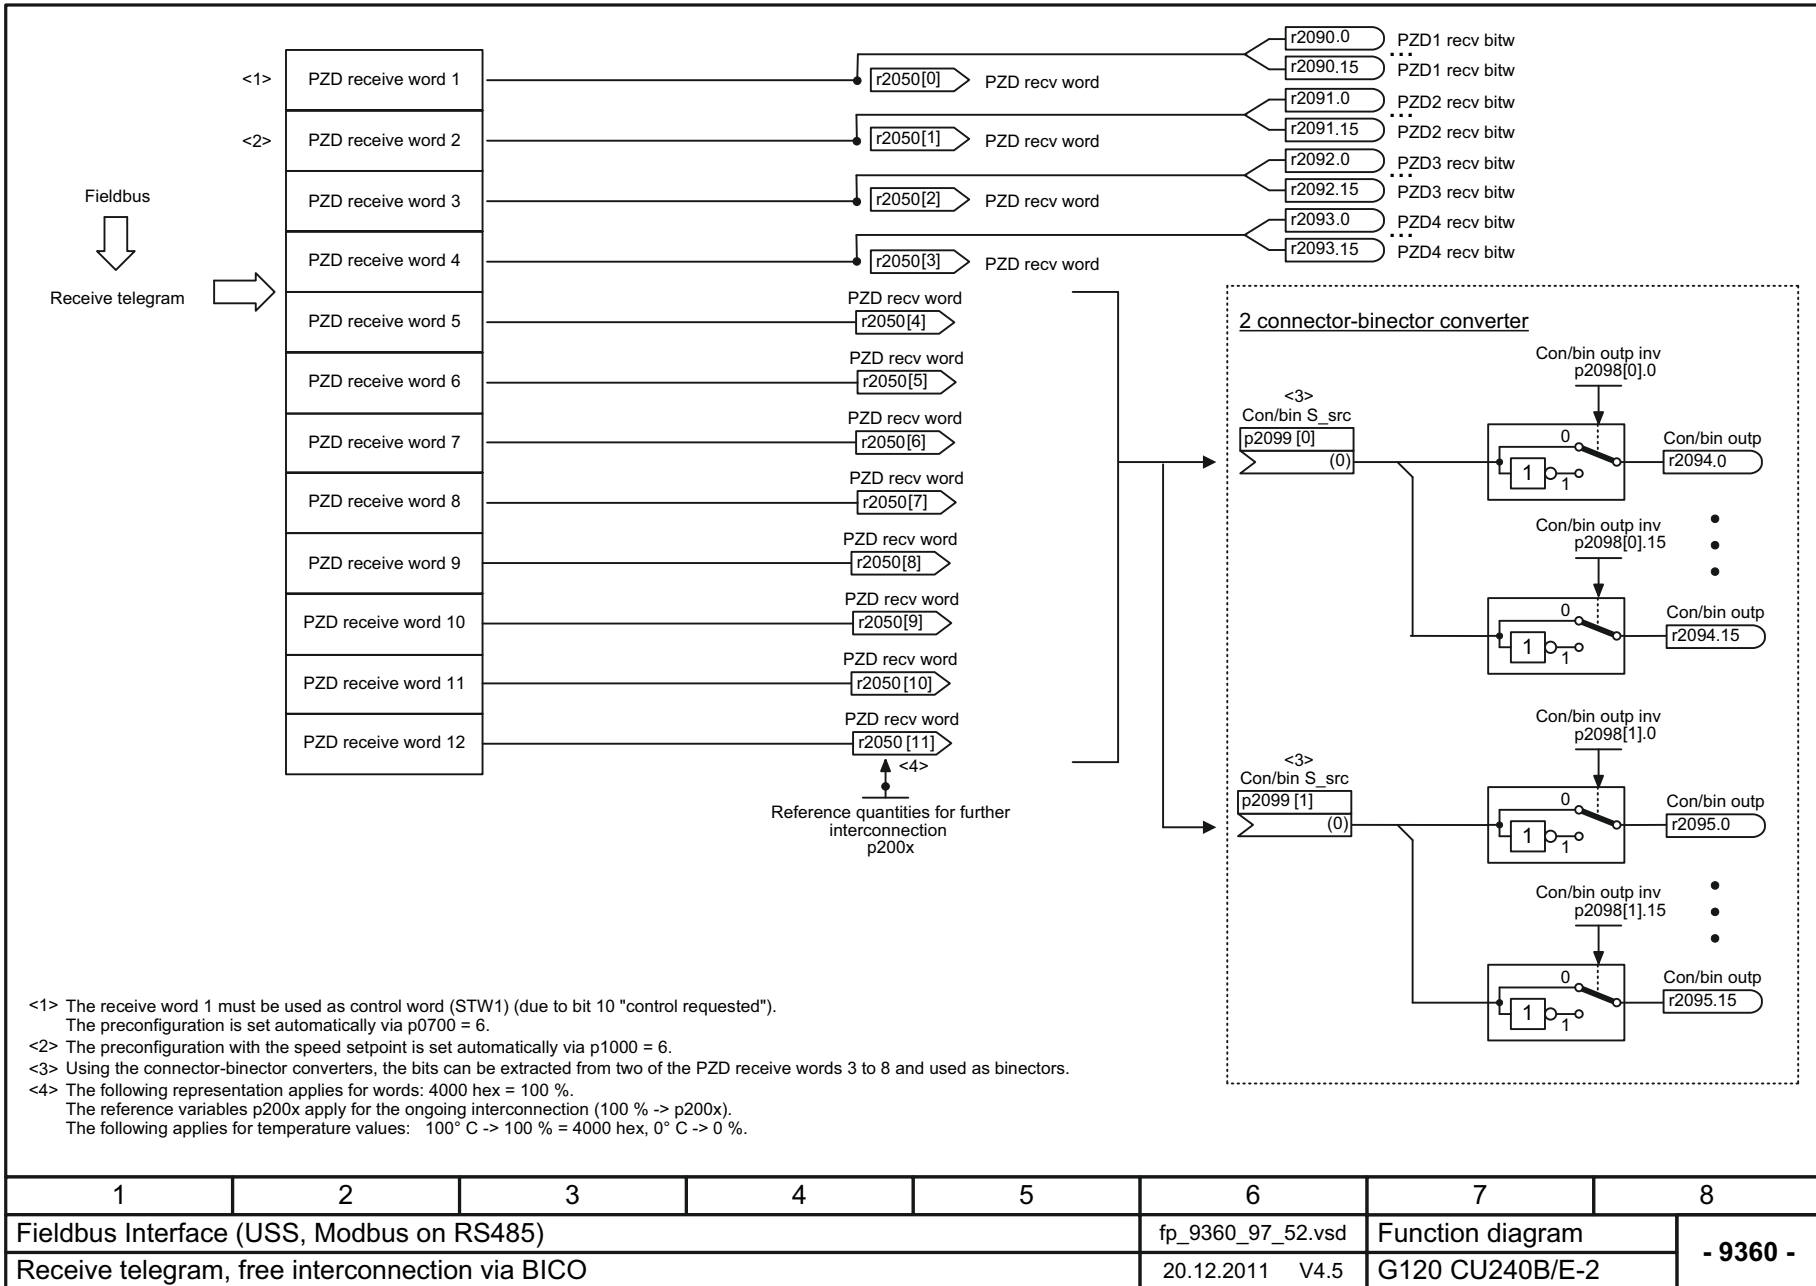 <1>
PZD receive word 1
r2050[0]
PZD recv word
r2090.0
PZD1 recv bitw
...
r2090.15
PZD1 recv bitw
<2>
PZD receive word 2
r2050[1]
PZD recv word
r2091.0
PZD2 recv bitw
...
r2091.15
PZD2 recv bitw
PZD receive word 3
r2050[2]
PZD recv word
r2092.0
PZD3 recv bitw
...
r2092.15
PZD3 recv bitw
PZD receive word 4
r2050[3]
PZD recv word
r2093.0
PZD4 recv bitw
...
r2093.15
PZD4 recv bitw
Fieldbus
Receive telegram
PZD receive word 5
PZD recv word
r2050[4]
PZD receive word 6
PZD recv word
r2050[5]
PZD receive word 7
PZD recv word
r2050[6]
PZD receive word 8
PZD recv word
r2050[7]
PZD receive word 9
PZD recv word
r2050[8]
PZD receive word 10
PZD recv word
r2050[9]
PZD receive word 11
PZD recv word
r2050 [10]
PZD receive word 12
PZD recv word
r2050 [11]
<4>
Reference quantities for further
interconnection
p200x
2 connector-binector converter
<3>
Con/bin S_src
p2099 [0]
(0)
Con/bin outp inv
p2098[0].0
0
1
1
Con/bin outp
r2094.0
Con/bin outp inv
p2098[0].15
0
1
1
Con/bin outp
r2094.15
<3>
Con/bin S_src
p2099 [1]
(0)
Con/bin outp inv
p2098[1].0
0
1
1
Con/bin outp
r2095.0
Con/bin outp inv
p2098[1].15
0
1
1
Con/bin outp
r2095.15
<1> The receive word 1 must be used as control word (STW1) (due to bit 10 "control requested").
The preconfiguration is set automatically via p0700 = 6.
<2> The preconfiguration with the speed setpoint is set automatically via p1000 = 6.
<3> Using the connector-binector converters, the bits can be extracted from two of the PZD receive words 3 to 8 and used as binectors.
<4> The following representation applies for words: 4000 hex = 100 %.
The reference variables p200x apply for the ongoing interconnection (100 % -> p200x).
The following applies for temperature values: 100° C -> 100 % = 4000 hex, 0° C -> 0 %.
1 2 3 4 5 6 7 8
Fieldbus Interface (USS, Modbus on RS485)
fp_9360_97_52.vsd
Function diagram
- 9360 -
Receive telegram, free interconnection via BICO
20.12.2011 V4.5
G120 CU240B/E-2